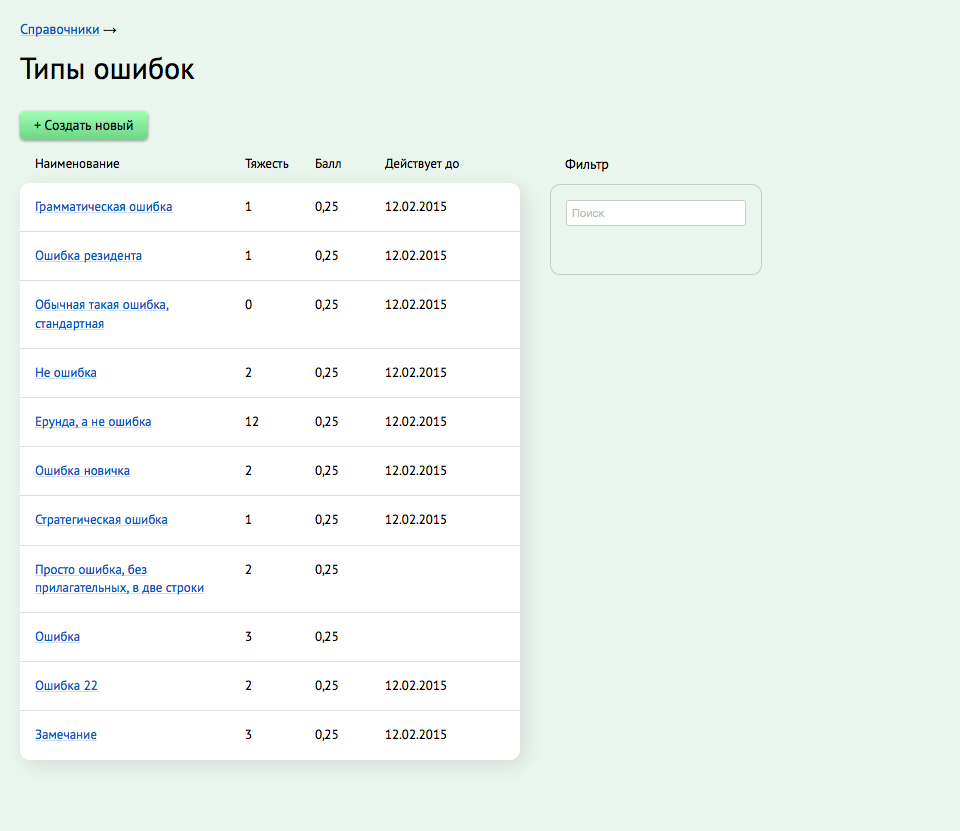 Справочники →
Типы ошибок
+ Создать новый
Наименование Тяжесть Балл Действует до
Грамматическая ошибка 1 0,25 12.02.2015
Ошибка резидента 1 0,25 12.02.2015
Обычная такая ошибка, 0 0,25 12.02.2015
стандартная
Не ошибка 2 0,25 12.02.2015
Ерунда, а не ошибка 12 0,25 12.02.2015
Ошибка новичка 2 0,25 12.02.2015
Стратегическая ошибка 1 0,25 12.02.2015
Просто ошибка, без 2 0,25
прилагательных, в две строки
Ошибка 3 0,25
Ошибка 22 2 0,25 12.02.2015
Замечание 3 0,25 12.02.2015
Фильтр
Поиск